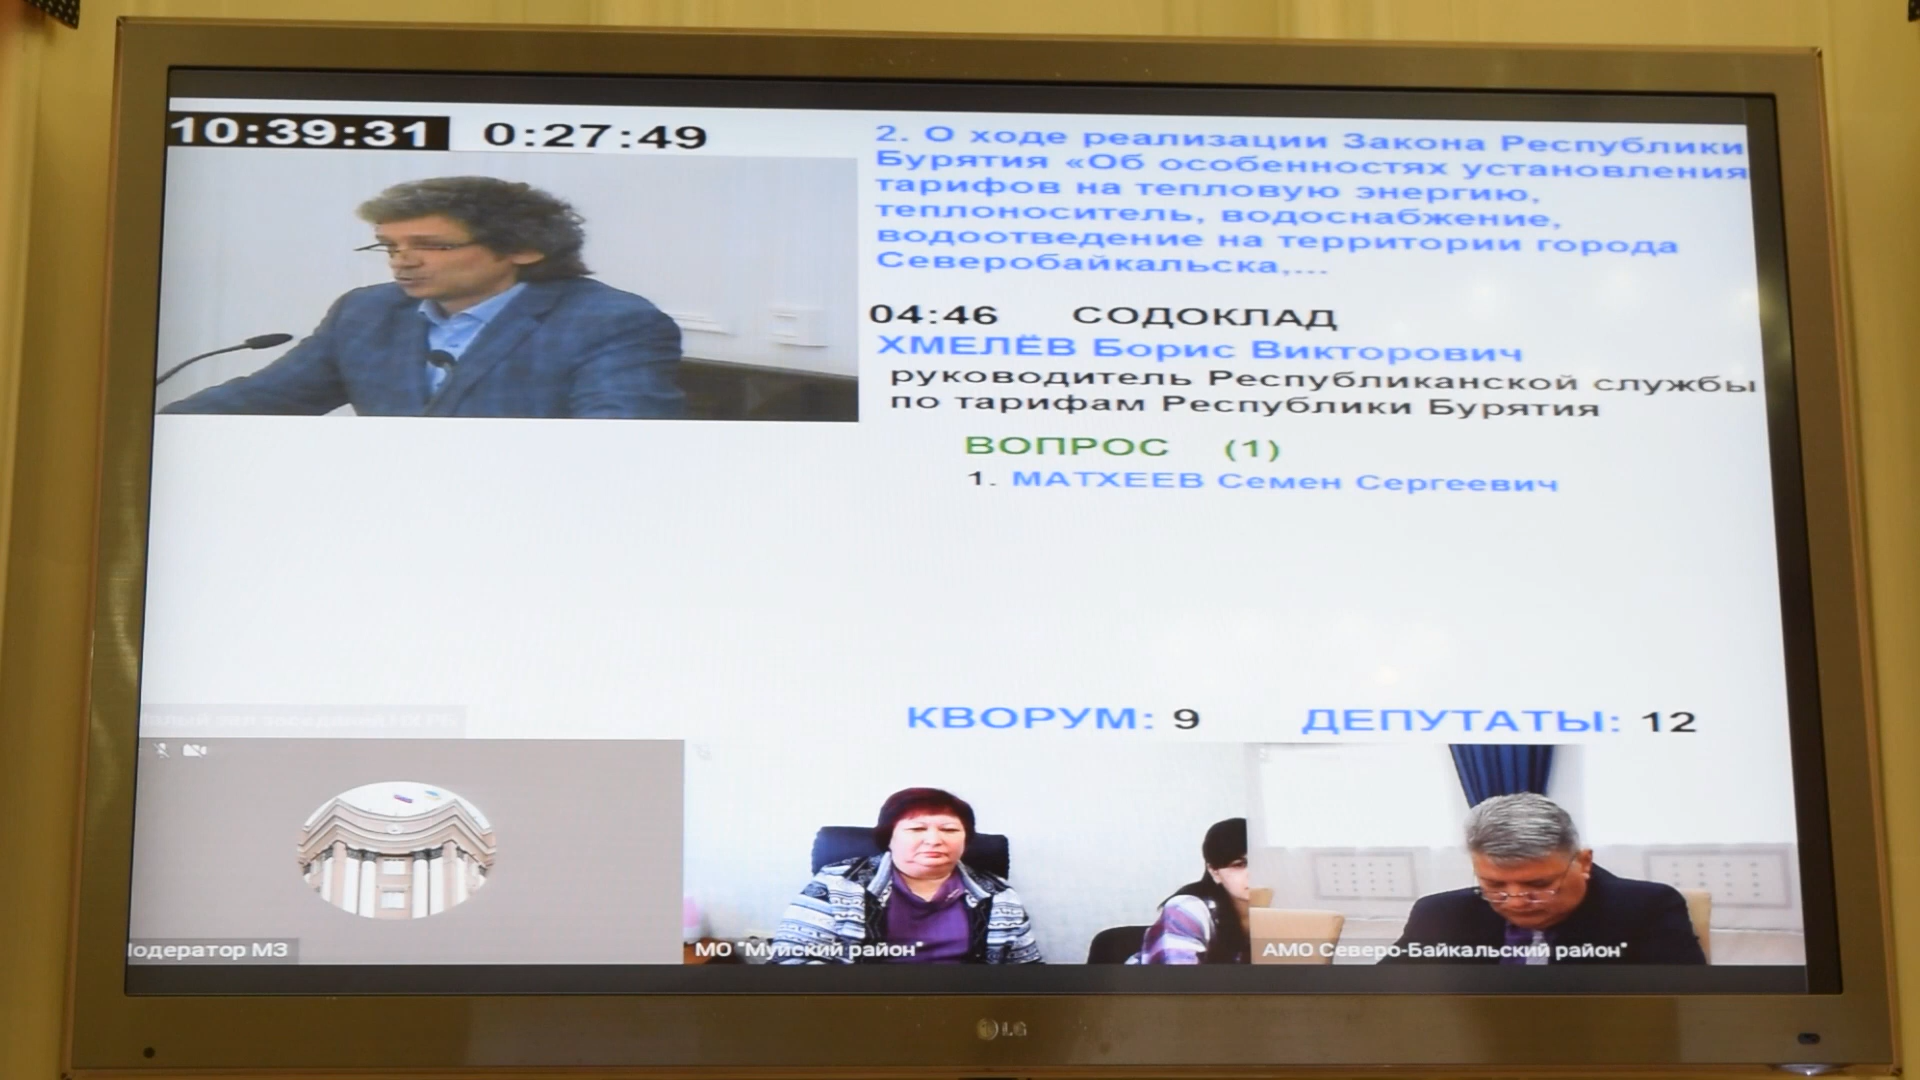 10:39:31 0:27:49
2. О ходе реализации Закона Республики
Бурятия «Об особенностях установления
тарифов на тепловую энергию,
теплоноситель, водоснабжение,
водоотведение на территории города
Северобайкальска,...
04:46 СОДОКЛАД
ХМЕЛЁВ Борис Викторович
руководитель Республиканской службы
по тарифам Республики Бурятия
ВОПРОС (1)
1. МАТХЕЕВ Семен Сергеевич
КВОРУМ: 9 ДЕПУТАТЫ: 12
одератор МЗ
МО "Муйский район"
АМО Северо-Байкальский район"
LG